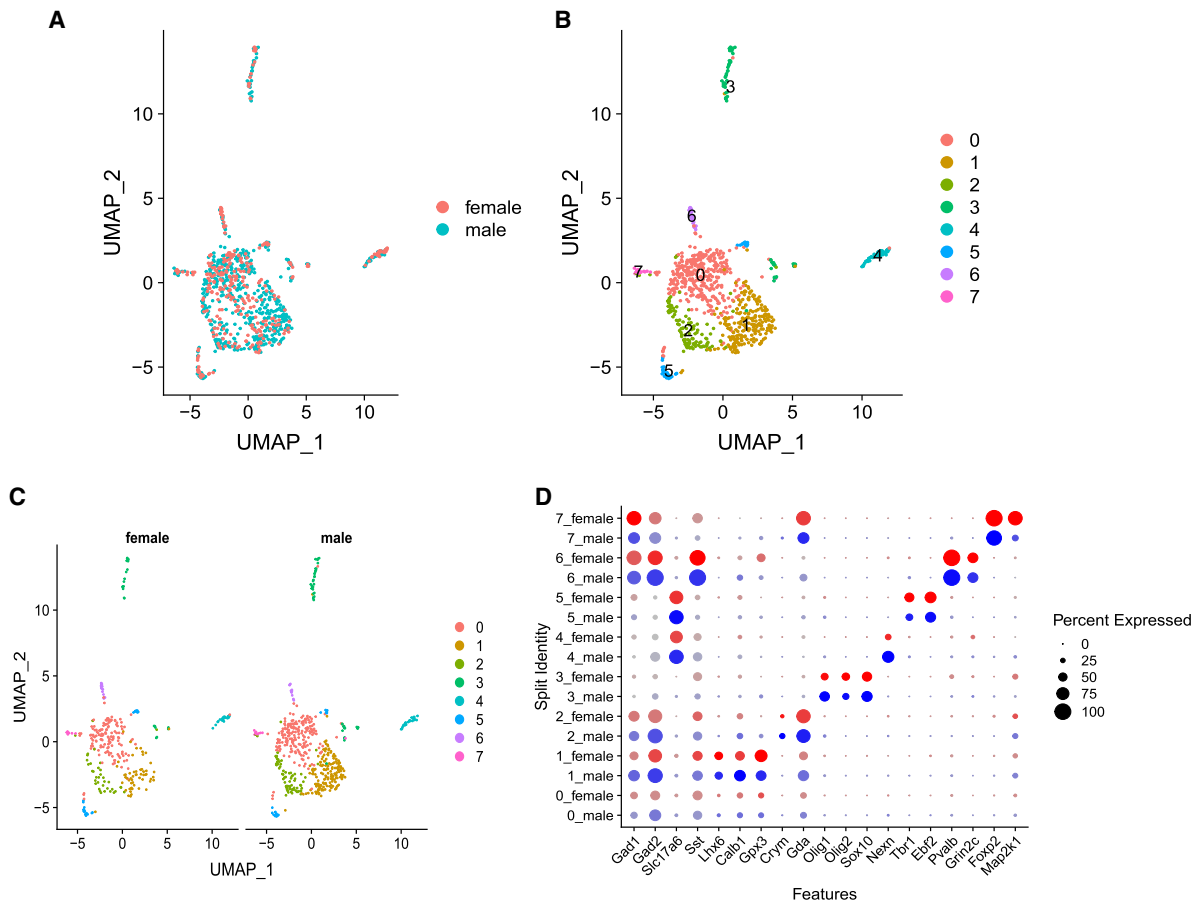 A
UMAP_2
10
5
0
−5
−5
0
5
10
UMAP_1
female
male
B
UMAP_2
10
5
0
−5
3
6
7
0
4
1
2
5
−5
0
5
10
UMAP_1
0
1
2
3
4
5
6
7
C
female
male
UMAP_2
10
5
0
−5
−5
0
5
10
−5
0
5
10
UMAP_1
0
1
2
3
4
5
6
7
D
Split Identity
7_female
7_male
6_female
6_male
5_female
5_male
4_female
4_male
3_female
3_male
2_female
2_male
1_female
1_male
0_female
0_male
Gad1
Gad2
Slc17a6
Sst
Lhx6
Calb1
Gpx3
Crym
Gda
Olig1
Olig2
Sox10
Nexn
Tbr1
Ebf2
Pvalb
Grin2c
Foxp2
Map2k1
Features
Percent Expressed
0
25
50
75
100